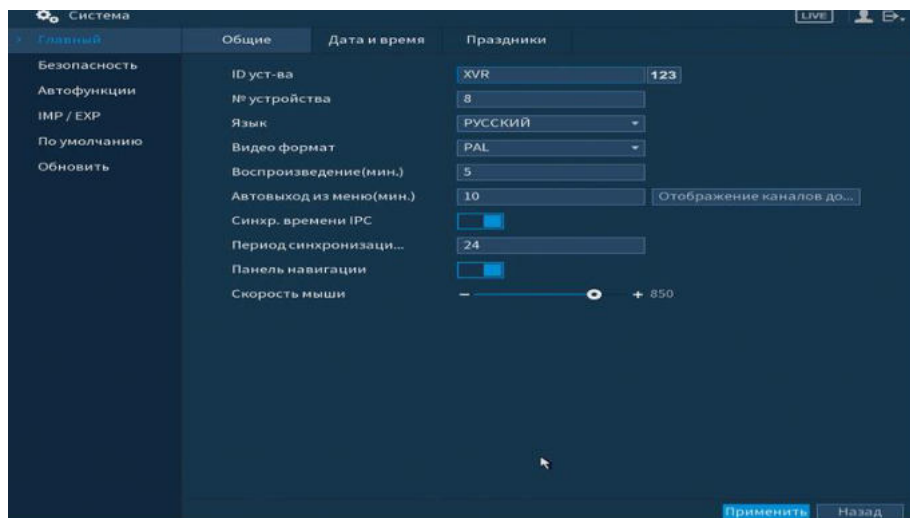 Система LIVE
Главный Общие Дата и время Праздники
Безопасность
Автофункции
IMP / EXP
По умолчанию
Обновить
ID уст-ва XVR 123
№ устройства 8
Язык РУССКИЙ
Видео формат PAL
Воспроизведение(мин.) 5
Автовыход из меню(мин.) 10 Отображение каналов до...
Синхр. времени IPC
Период синхронизаци... 24
Панель навигации
Скорость мыши 850
Применить Назад